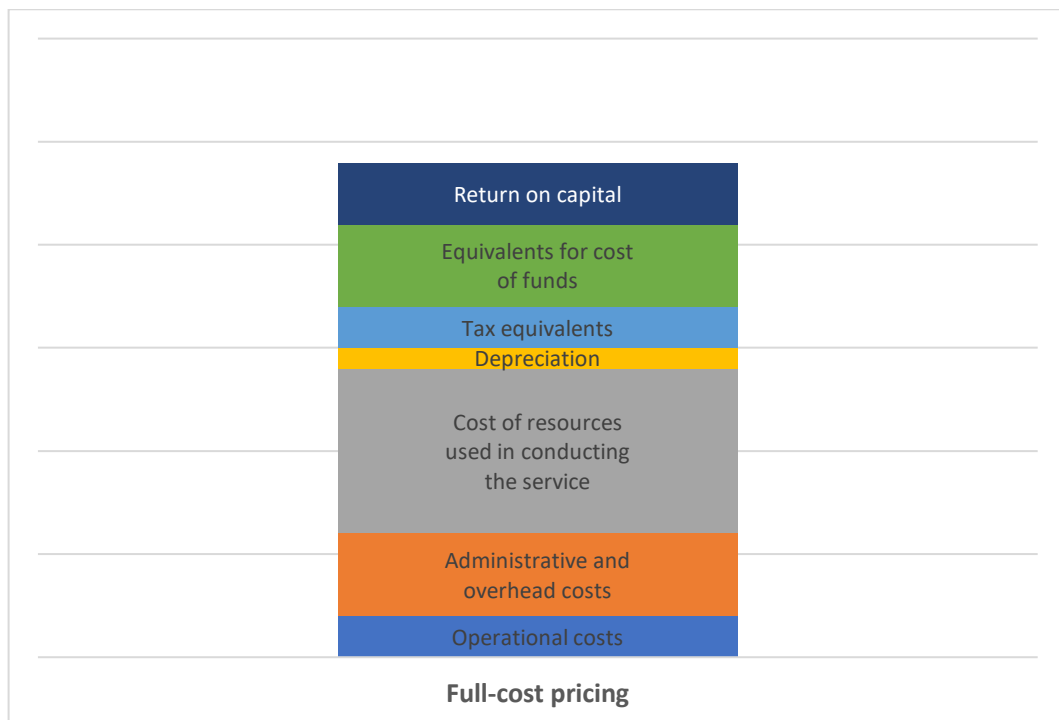 Return on capital
Equivalents for cost
of funds
Tax equivalents
Depreciation
Cost of resources
used in conducting
the service
Administrative and
overhead costs
Operational costs
Full-cost pricing